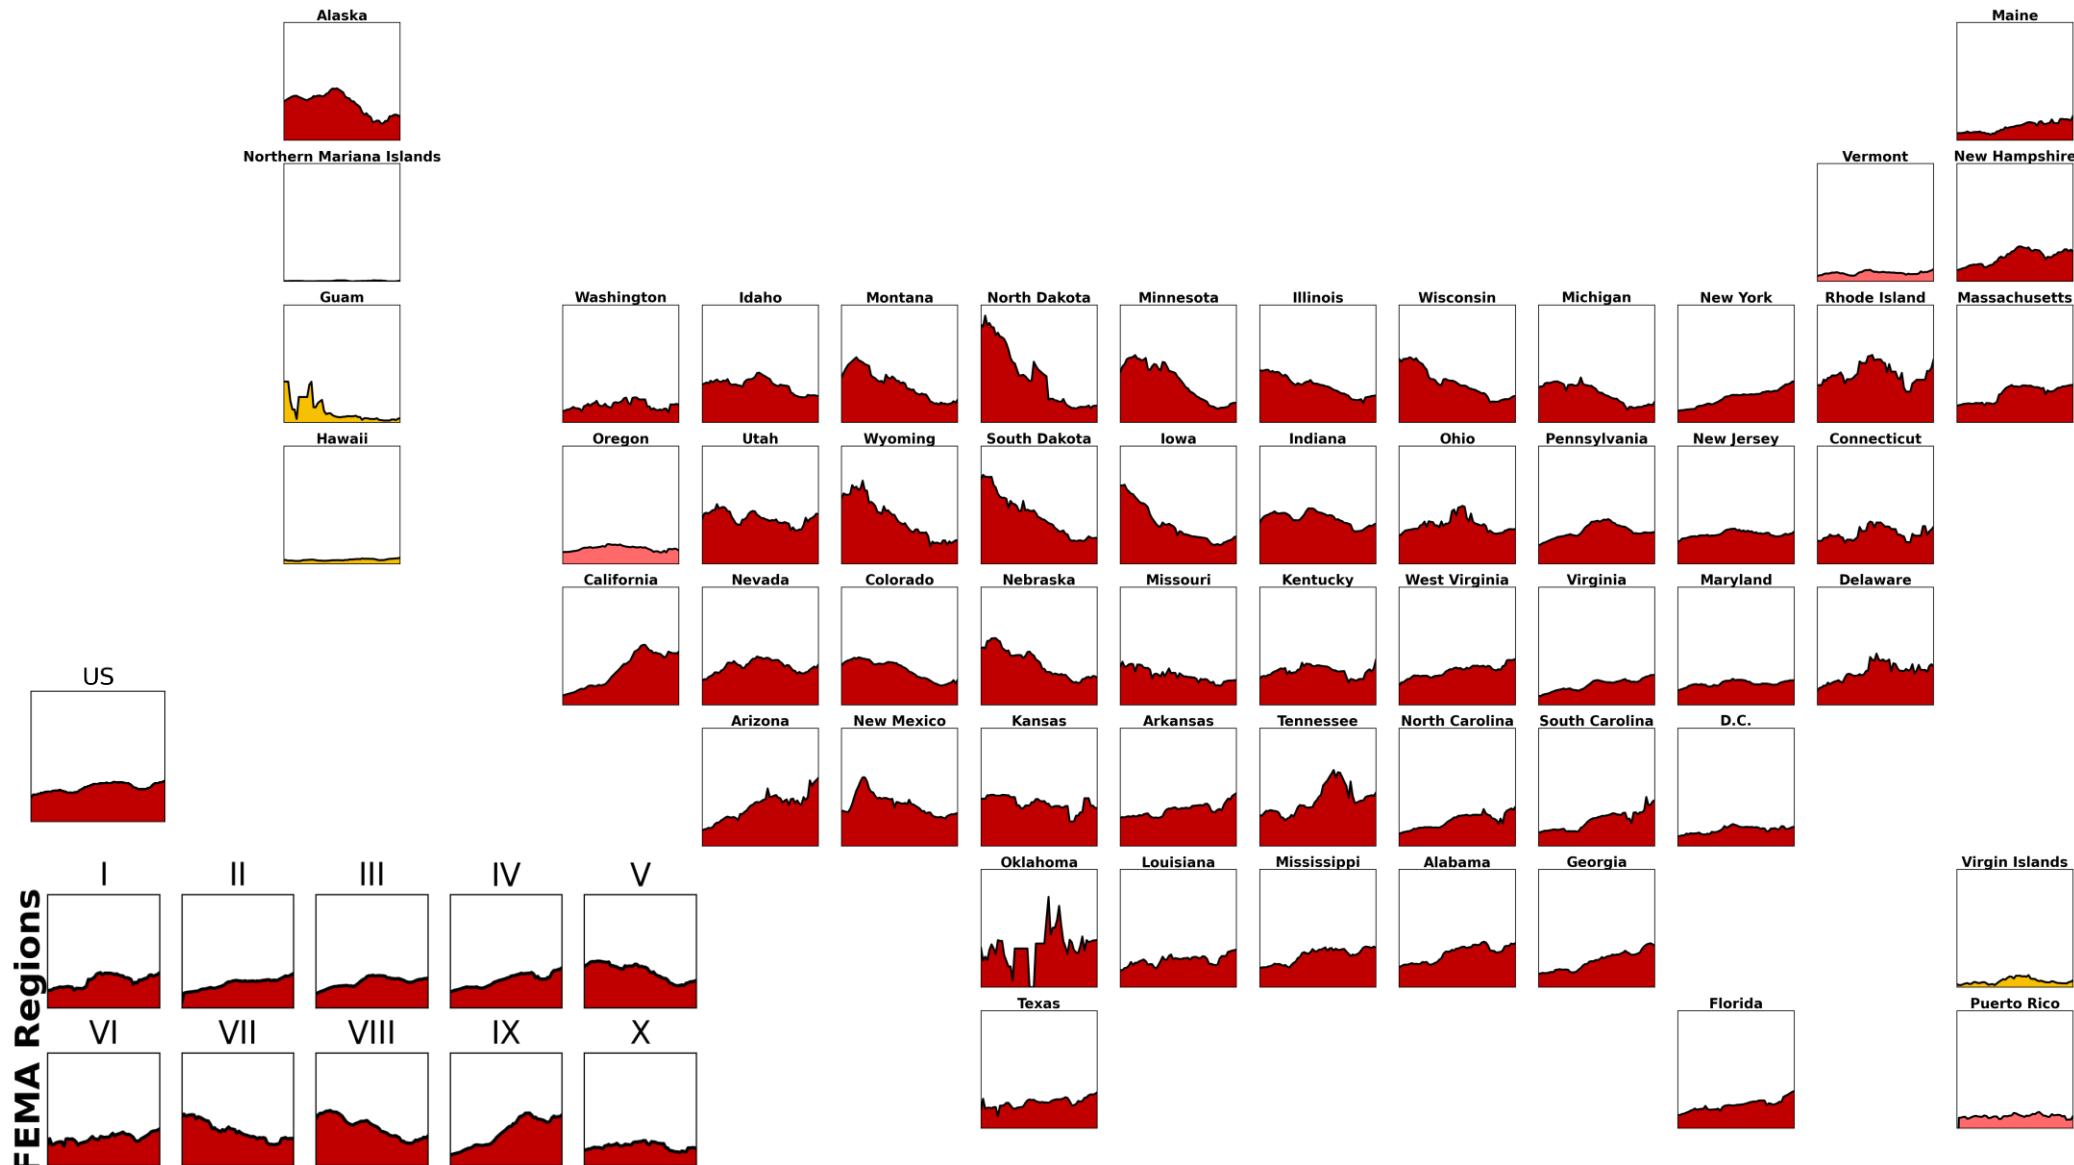 Alaska
Maine
Northern Mariana Islands
Vermont
New Hampshire
Guam
Washington
Idaho
Montana
North Dakota
Minnesota
Illinois
Wisconsin
Michigan
New York
Rhode Island
Massachusetts
Hawaii
Oregon
Utah
Wyoming
South Dakota
Iowa
Indiana
Ohio
Pennsylvania
New Jersey
Connecticut
California
Nevada
Colorado
Nebraska
Missouri
Kentucky
West Virginia
Virginia
Maryland
Delaware
US
Arizona
New Mexico
Kansas
Arkansas
Tennessee
North Carolina
South Carolina
D.C.
Oklahoma
Louisiana
Mississippi
Alabama
Georgia
Virgin Islands
Texas
Florida
Puerto Rico
FEMA Regions
I
II
III
IV
V
VI
VII
VIII
IX
X